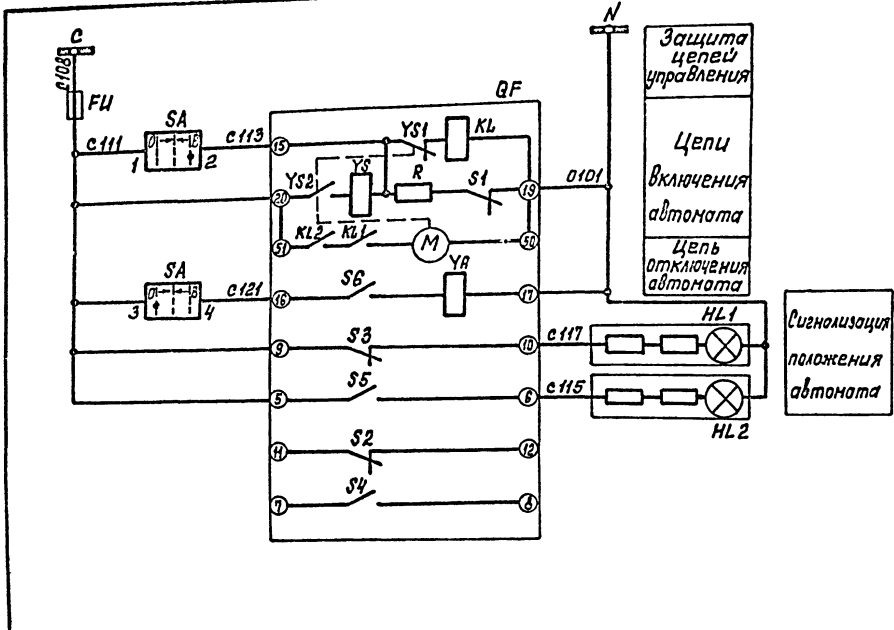 C
N
C108
FU
SA
C111
O В
1 2
C113
QF
15
YS1
KL
YS2
YS
R
S1
20
19
0101
KL2
KL1
51
M
50
SA
O В
3 4
C121
16
S6
YA
17
9
S3
10
C117
HL1
5
S5
6
C115
HL2
11
S2
12
7
S4
8
Защита
цепей
управления
Цепи
включения
автомата
Цепь
отключения
автомата
Сигнализация
положения
автомата